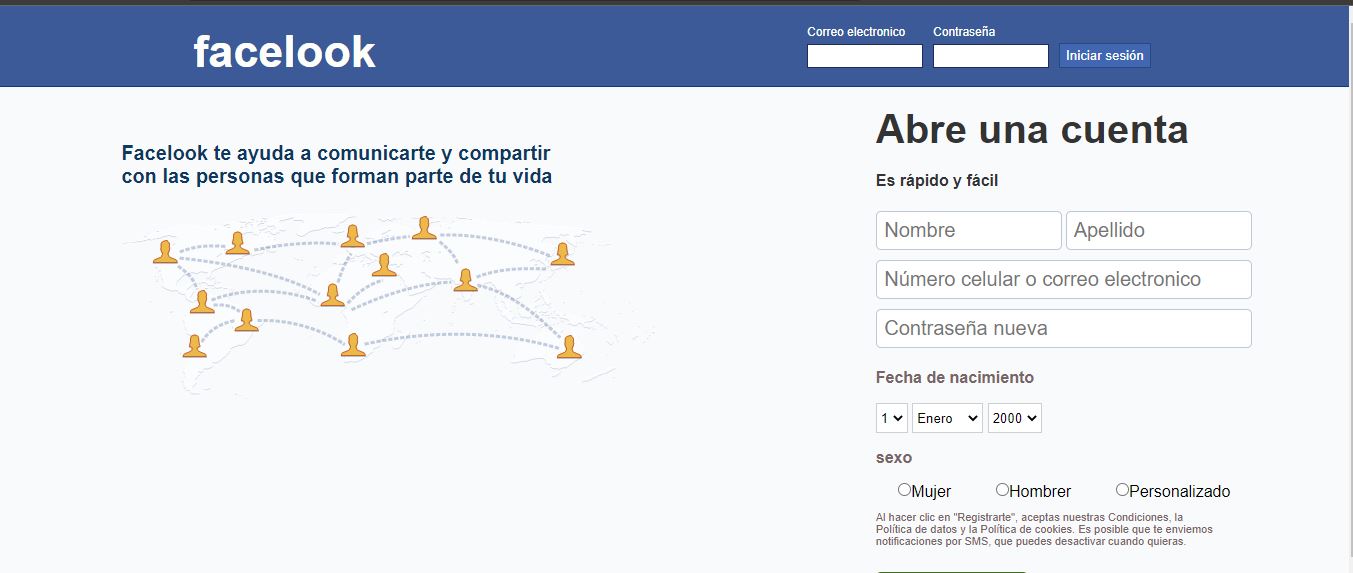 facelook
Correo electronico
Contraseña
Iniciar sesión
Facelook te ayuda a comunicarte y compartir
con las personas que forman parte de tu vida
Abre una cuenta
Es rápido y fácil
Nombre
Apellido
Número celular o correo electronico
Contraseña nueva
Fecha de nacimiento
1
Enero
2000
sexo
Mujer
Hombrer
Personalizado
Al hacer clic en "Registrarte", aceptas nuestras Condiciones, la
Política de datos y la Política de cookies. Es posible que te enviemos
notificaciones por SMS, que puedes desactivar cuando quieras.